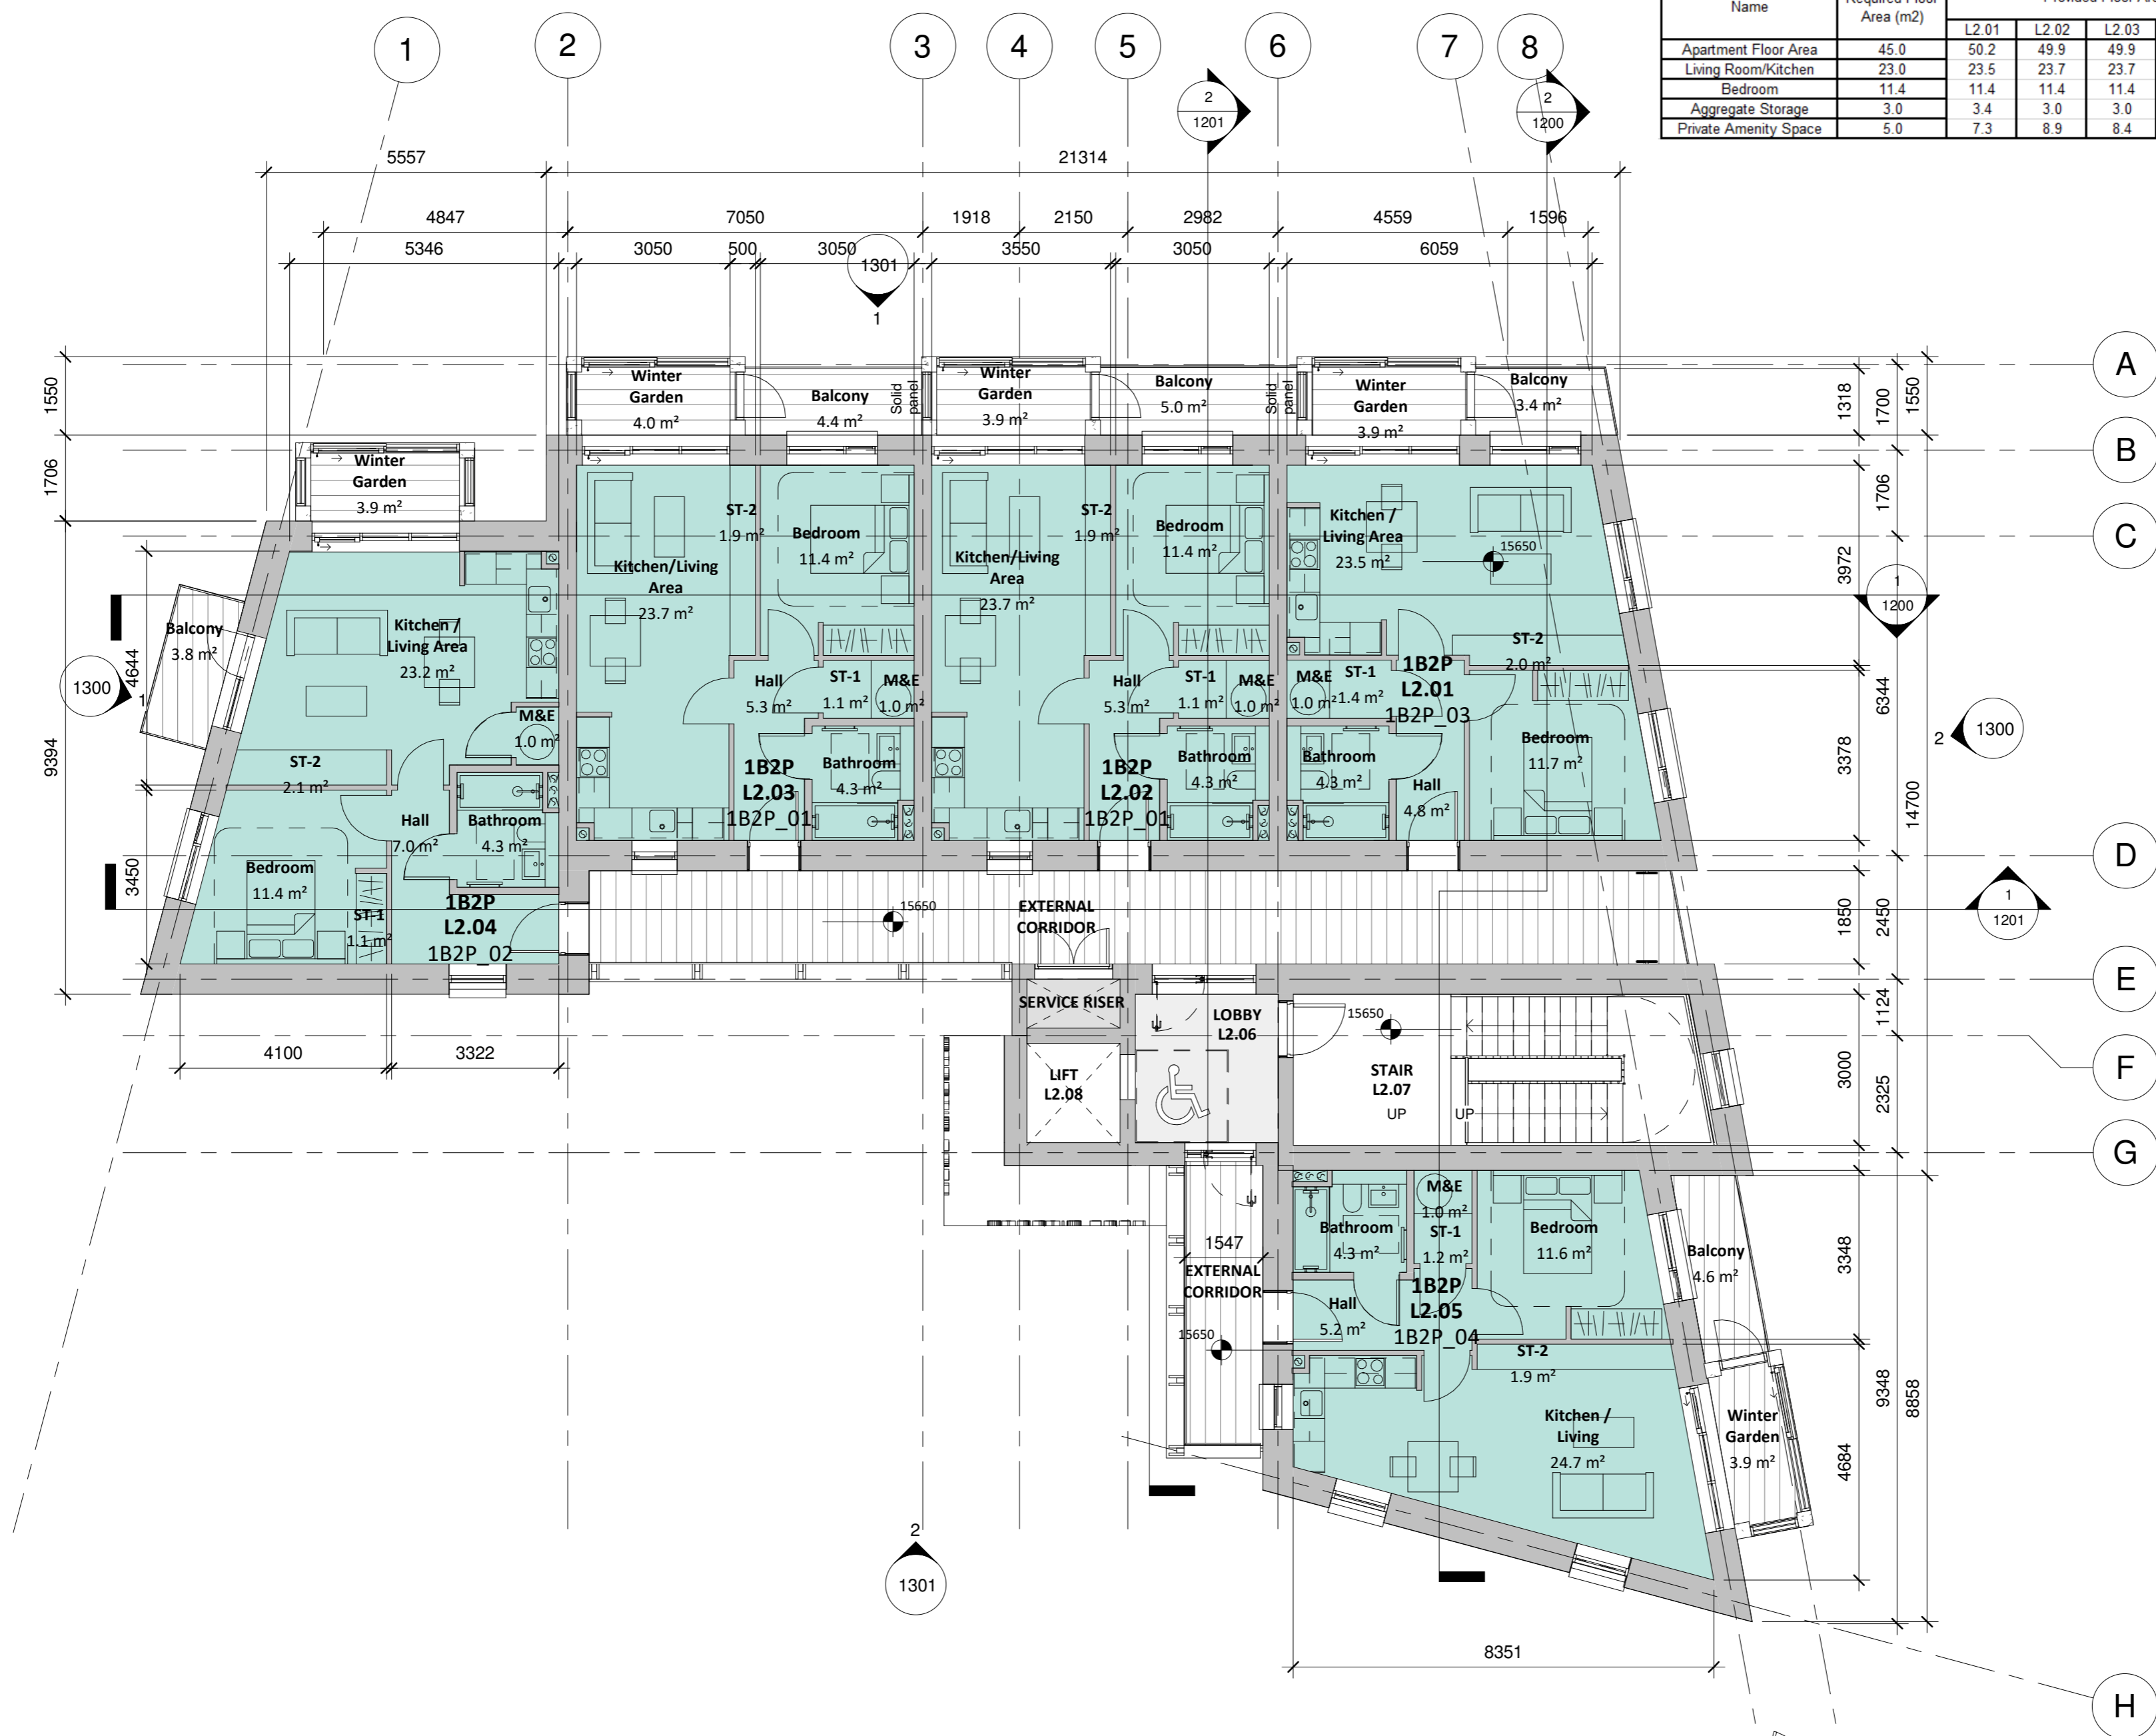 Name
Required Floor
Area (m2)
L2.01 L2.02 L2.03
Apartment Floor Area 45.0 50.2 49.9 49.9
Living Room/Kitchen 23.0 23.5 23.7 23.7
Bedroom 11.4 11.4 11.4 11.4
Aggregate Storage 3.0 3.4 3.0 3.0
Private Amenity Space 5.0 7.3 8.9 8.4
1 2 3 4 5 6 7 8
2
1201
2
1200
5557 21314
4847 7050 1918 2150 2982 4559 1596
5346 3050 500 3050 3550 3050 6059
1301
1
A
B
C
D
E
F
G
H
1550
1706
4644
9394
3450
1318
1700
1550
1706
3972
6344
3378
14700
1850
2450
1124
3000
2325
3348
9348
8858
4684
Winter
Garden
4.0 m²
Balcony
4.4 m²
Solid
panel
Winter
Garden
3.9 m²
Balcony
5.0 m²
Solid
panel
Winter
Garden
3.9 m²
Balcony
3.4 m²
Winter
Garden
3.9 m²
Balcony
3.8 m²
Kitchen /
Living Area
23.2 m²
M&E
1.0 m²
ST-2
2.1 m²
Hall
7.0 m²
Bathroom
4.3 m²
Bedroom
11.4 m²
ST-1
1.1 m²
1B2P
L2.04
1B2P_02
4100 3322
1300
1
Kitchen/Living
Area
23.7 m²
ST-2
1.9 m²
Bedroom
11.4 m²
Hall
5.3 m²
ST-1
1.1 m²
M&E
1.0 m²
Bathroom
4.3 m²
1B2P
L2.03
1B2P_01
Kitchen/Living
Area
23.7 m²
ST-2
1.9 m²
Bedroom
11.4 m²
Hall
5.3 m²
ST-1
1.1 m²
M&E
1.0 m²
Bathroom
4.3 m²
1B2P
L2.02
1B2P_01
Kitchen /
Living Area
23.5 m²
15650
ST-2
2.0 m²
M&E
1.0 m²
ST-1
1.4 m²
1B2P
L2.01
1B2P_03
Bathroom
4.3 m²
Hall
4.8 m²
Bedroom
11.7 m²
1
1200
2
1300
1
1201
15650
EXTERNAL
CORRIDOR
SERVICE RISER
LOBBY
L2.06
15650
LIFT
L2.08
STAIR
L2.07
UP
UP
1547
EXTERNAL
CORRIDOR
15650
Bathroom
4.3 m²
M&E
1.0 m²
ST-1
1.2 m²
Bedroom
11.6 m²
Balcony
4.6 m²
1B2P
L2.05
1B2P_04
Hall
5.2 m²
ST-2
1.9 m²
Kitchen /
Living
24.7 m²
Winter
Garden
3.9 m²
2
1301
8351